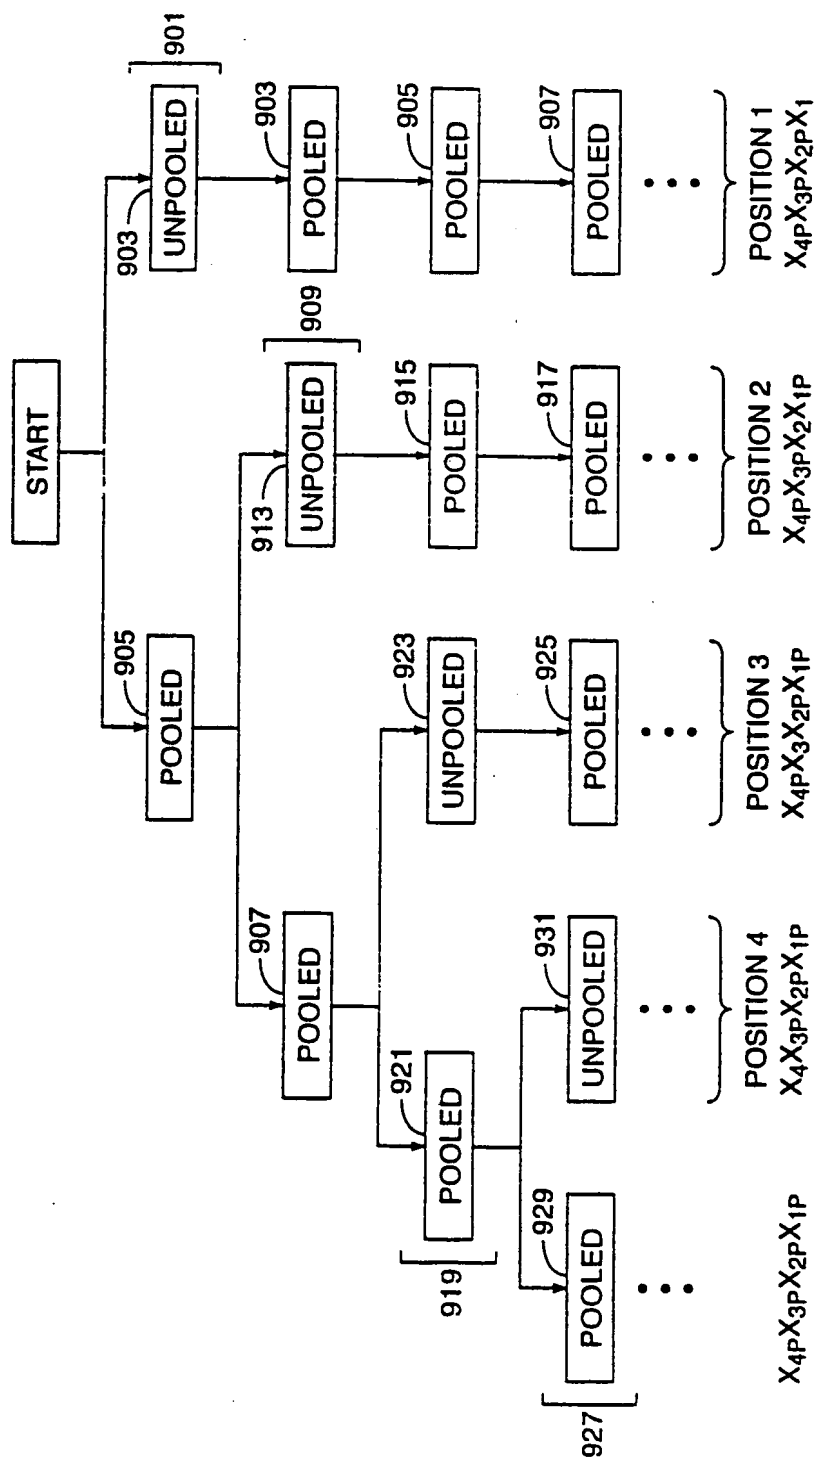 START
901
903
UNPOOLED
905
POOLED
903
POOLED
909
913
UNPOOLED
907
POOLED
905
POOLED
915
POOLED
923
UNPOOLED
921
POOLED
919
907
POOLED
917
POOLED
925
POOLED
931
UNPOOLED
929
POOLED
927
POSITION 1
X4PX3PX2PX1
POSITION 2
X4PX3PX2X1P
POSITION 3
X4PX3X2PX1P
POSITION 4
X4X3PX2PX1P
X4PX3PX2PX1P